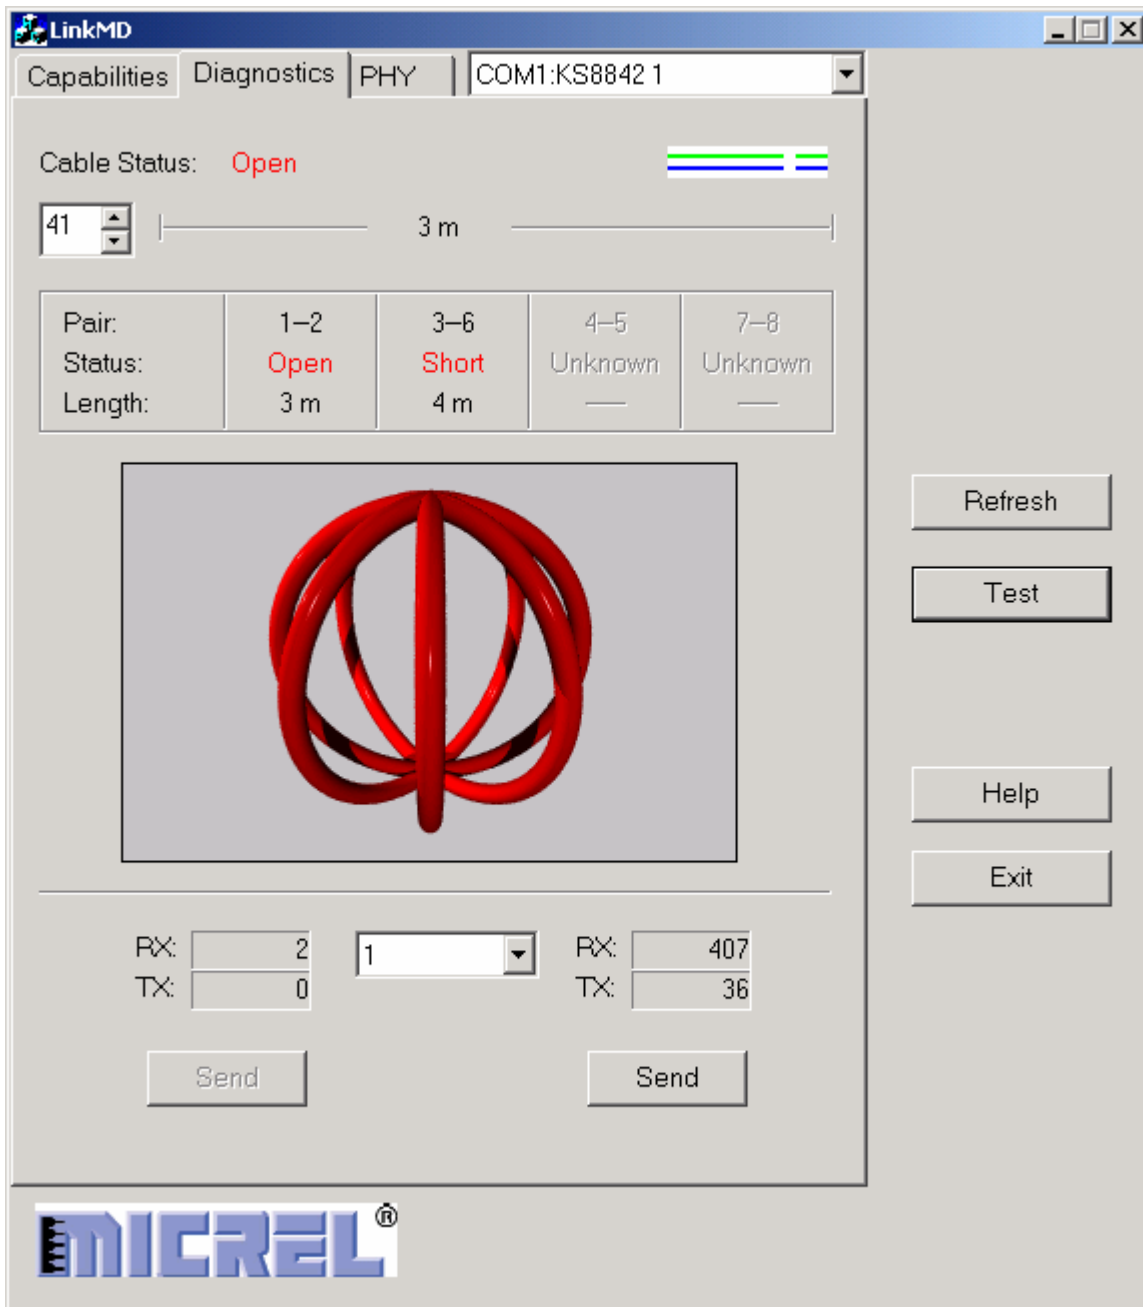 LinkMD
Capabilities Diagnostics PHY COM1:KS8842 1
Cable Status: Open
41 3 m
Pair: 1–2 3–6 4–5 7–8
Status: Open Short Unknown Unknown
Length: 3 m 4 m — —
Refresh
Test
Help
Exit
RX: 2 1 RX: 407
TX: 0 TX: 36
Send Send
MICREL®